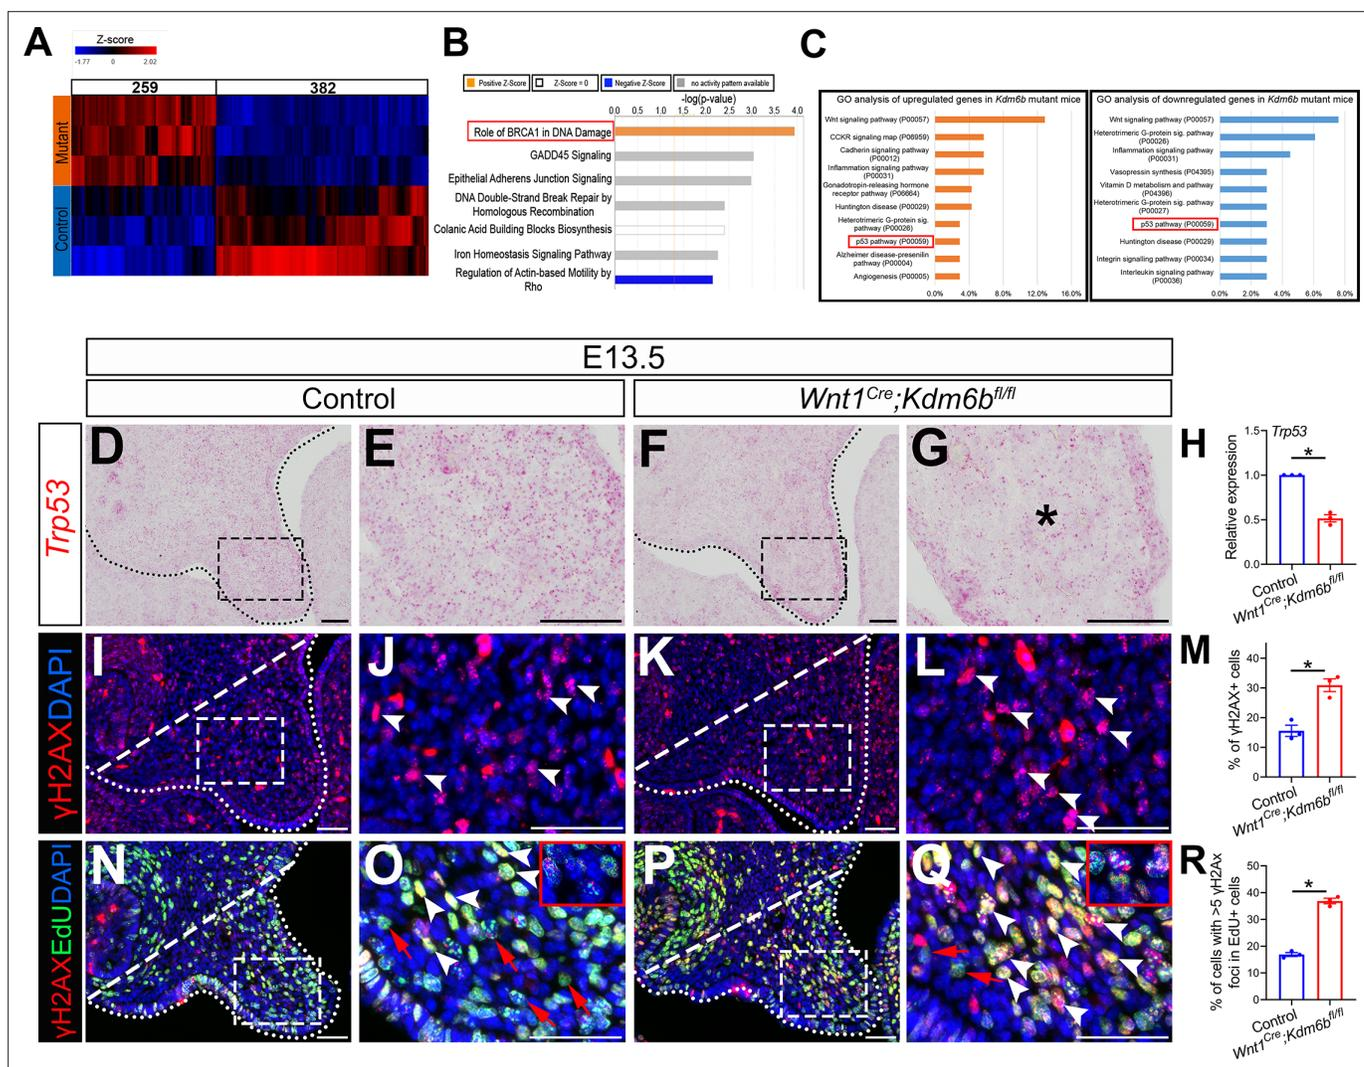 A
Z-score
-1.77 0 2.02
259 382
Mutant
Control
B
Positive Z-Score Z-Score = 0 Negative Z-Score no activity pattern available
-log(p-value)
0.0 0.5 1.0 1.5 2.0 2.5 3.0 3.5 4.0
Role of BRCA1 in DNA Damage
GADD45 Signaling
Epithelial Adherens Junction Signaling
DNA Double-Strand Break Repair by
Homologous Recombination
Colanic Acid Building Blocks Biosynthesis
Iron Homeostasis Signaling Pathway
Regulation of Actin-based Motility by
Rho
C
GO analysis of upregulated genes in Kdm6b mutant mice
Wnt signaling pathway (P00057)
CCKR signaling map (P06959)
Cadherin signaling pathway
(P00012)
Inflammation signaling pathway
(P00031)
Gonadotropin-releasing hormone
receptor pathway (P06664)
Huntington disease (P00029)
Heterotrimeric G-protein sig.
pathway (P00026)
p53 pathway (P00059)
Alzheimer disease-presenilin
pathway (P00004)
Angiogenesis (P00005)
0.0% 4.0% 8.0% 12.0% 16.0%
GO analysis of downregulated genes in Kdm6b mutant mice
Wnt signaling pathway (P00057)
Heterotrimeric G-protein sig. pathway
(P00026)
Inflammation signaling pathway
(P00031)
Vasopressin synthesis (P04395)
Vitamin D metabolism and pathway
(P04396)
Heterotrimeric G-protein sig. pathway
(P00027)
p53 pathway (P00059)
Huntington disease (P00029)
Integrin signalling pathway (P00034)
Interleukin signaling pathway
(P00036)
0.0% 2.0% 4.0% 6.0% 8.0%
E13.5
Control Wnt1Cre;Kdm6bfl/fl
Trp53
D E F G
*
H
Trp53
*
Relative expression
1.5
1.0
0.5
0.0
Control
Wnt1Cre;Kdm6bfl/fl
γH2AXDAPI
I J K L
M
*
% of γH2AX+ cells
40
30
20
10
0
Control
Wnt1Cre;Kdm6bfl/fl
γH2AXEdUDAPI
N O P Q
R
*
% of cells with >5 γH2Ax
foci in EdU+ cells
50
40
30
20
10
0
Control
Wnt1Cre;Kdm6bfl/fl